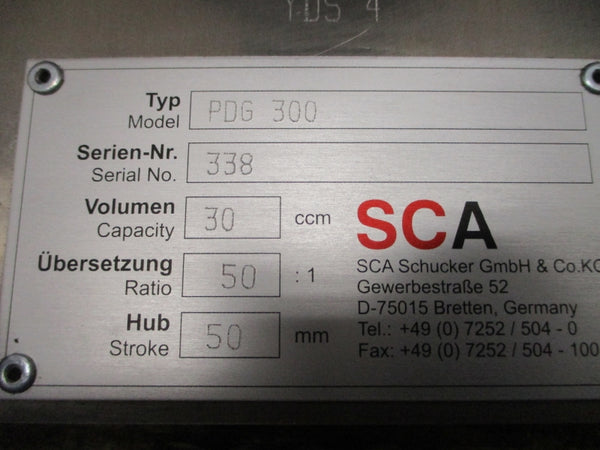 YDS 4
Typ
Model PDG 300
Serien-Nr.
Serial No. 338
Volumen
Capacity 30 ccm
Übersetzung
Ratio 50 : 1
Hub
Stroke 50 mm
SCA
SCA Schucker GmbH & Co.KG
Gewerbestraße 52
D-75015 Bretten, Germany
Tel.: +49 (0) 7252 / 504 - 0
Fax: +49 (0) 7252 / 504 - 100